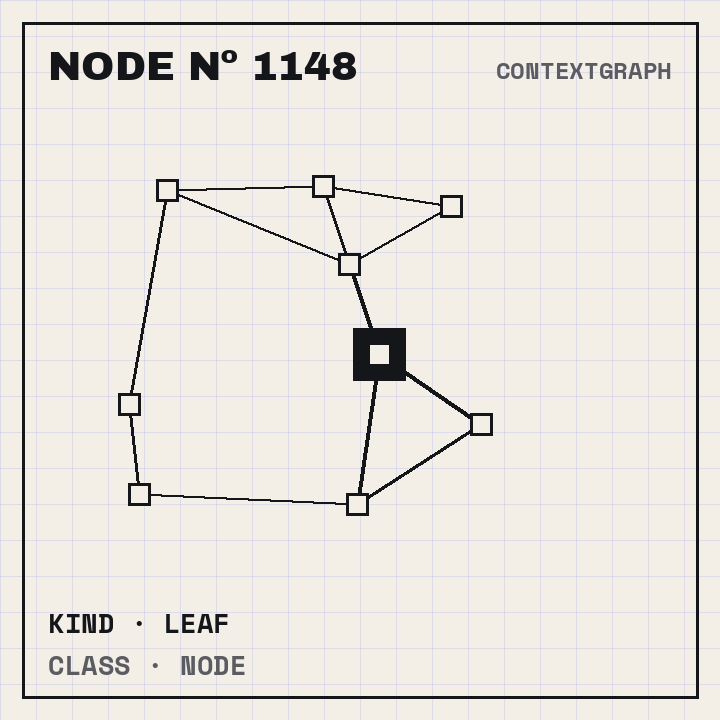 NODE Nº 1148
CONTEXTGRAPH
KIND · LEAF
CLASS · NODE